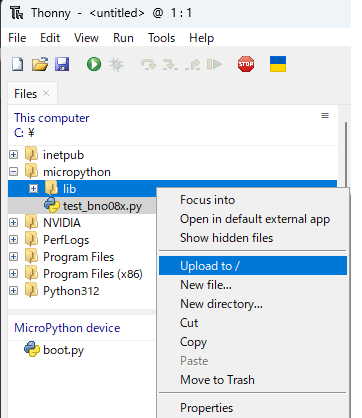 Thonny - <untitled> @ 1 : 1
File Edit View Run Tools Help
STOP
Files ×
This computer
C: ¥
inetpub
micropython
lib
test_bno08x.py
NVIDIA
PerfLogs
Program Files
Program Files (x86)
Python312
MicroPython device
boot.py
Focus into
Open in default external app
Show hidden files
Upload to /
New file...
New directory...
Cut
Copy
Paste
Move to Trash
Properties